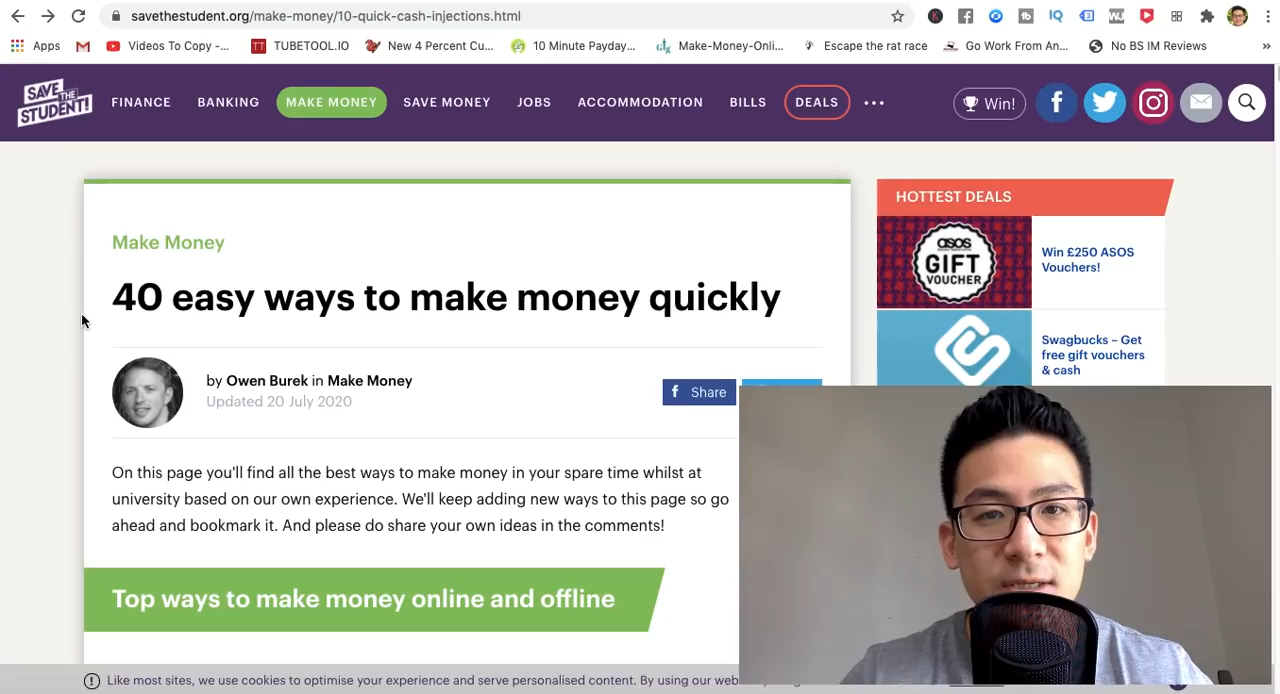 savethestudent.org/make-money/10-quick-cash-injections.html
Apps
Videos To Copy -...
TUBETOOL.IO
New 4 Percent Cu...
10 Minute Payday...
Make-Money-Onli...
Escape the rat race
Go Work From An...
No BS IM Reviews
»
SAVE THE STUDENT!
FINANCE
BANKING
MAKE MONEY
SAVE MONEY
JOBS
ACCOMMODATION
BILLS
DEALS
Win!
Make Money
40 easy ways to make money quickly
by Owen Burek in Make Money
Updated 20 July 2020
Share
On this page you'll find all the best ways to make money in your spare time whilst at
university based on our own experience. We'll keep adding new ways to this page so go
ahead and bookmark it. And please do share your own ideas in the comments!
Top ways to make money online and offline
HOTTEST DEALS
asos
GIFT
VOUCHER
Win £250 ASOS
Vouchers!
Swagbucks – Get
free gift vouchers
& cash
Like most sites, we use cookies to optimise your experience and serve personalised content. By using our web